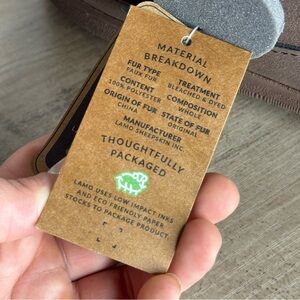 MATERIAL
BREAKDOWN
FUR TYPE
FAUX FUR
TREATMENT
BLEACHED & DYED
CONTENT
100% POLYESTER
COMPOSITION
WHOLE
ORIGIN OF FUR
CHINA
STATE OF FUR
ORIGINAL
MANUFACTURER
LAMO SHEEPSKIN INC.
THOUGHTFULLY
PACKAGED
LAMO USES LOW IMPACT INKS
AND ECO FRIENDLY PAPER
STOCKS TO PACKAGE PRODUCT.